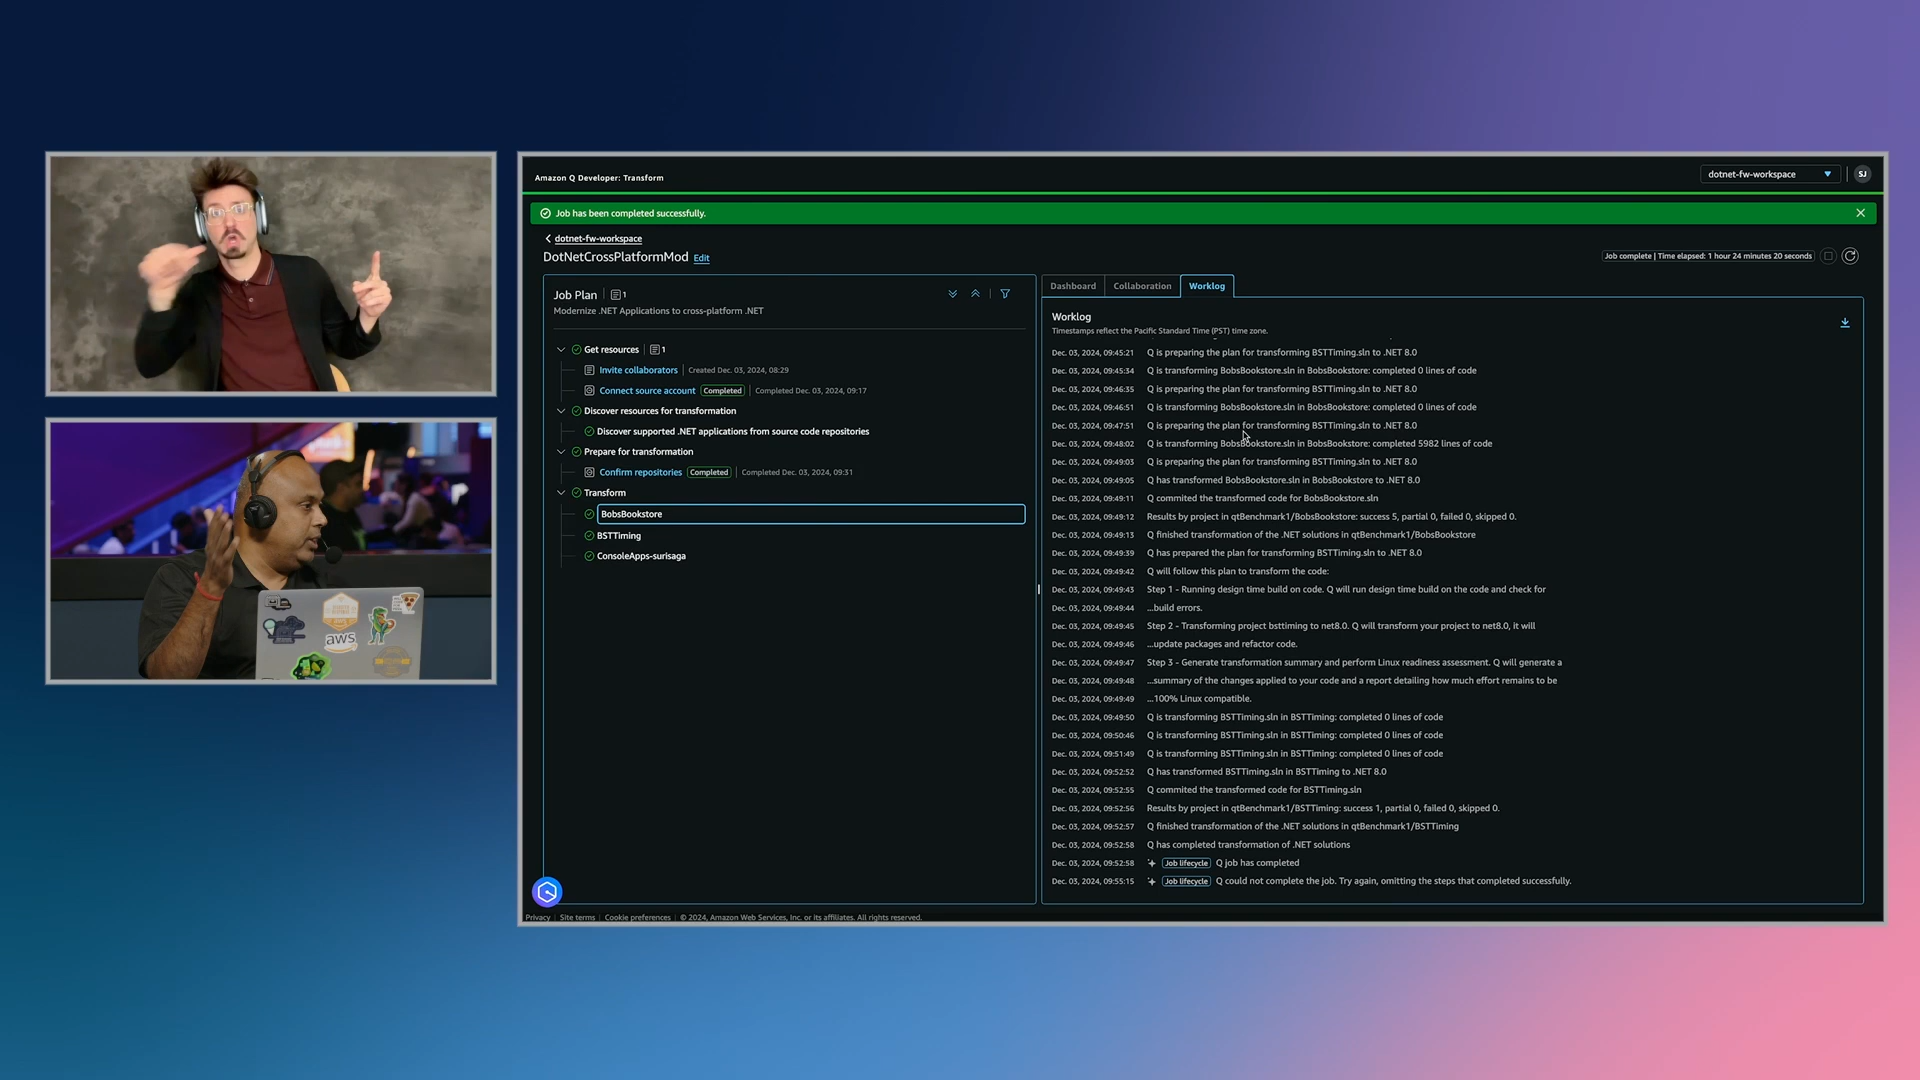 Amazon Q Developer: Transform
dotnet-fw-workspace
SJ
Job has been completed successfully.
dotnet-fw-workspace
DotNetCrossPlatformMod Edit
Job complete | Time elapsed: 1 hour 24 minutes 20 seconds
Job Plan 1
Modernize .NET Applications to cross-platform .NET
Get resources 1
Invite collaborators Created Dec. 03, 2024, 08:29
Connect source account Completed Completed Dec. 03, 2024, 09:17
Discover resources for transformation
Discover supported .NET applications from source code repositories
Prepare for transformation
Confirm repositories Completed Completed Dec. 03, 2024, 09:31
Transform
BobsBookstore
BSTTiming
ConsoleApps-surisaga
Dashboard Collaboration Worklog
Worklog
Timestamps reflect the Pacific Standard Time (PST) time zone.
Dec. 03, 2024, 09:45:21 Q is preparing the plan for transforming BSTTiming.sln to .NET 8.0
Dec. 03, 2024, 09:45:34 Q is transforming BobsBookstore.sln in BobsBookstore: completed 0 lines of code
Dec. 03, 2024, 09:46:35 Q is preparing the plan for transforming BSTTiming.sln to .NET 8.0
Dec. 03, 2024, 09:46:51 Q is transforming BobsBookstore.sln in BobsBookstore: completed 0 lines of code
Dec. 03, 2024, 09:47:51 Q is preparing the plan for transforming BSTTiming.sln to .NET 8.0
Dec. 03, 2024, 09:48:02 Q is transforming BobsBookstore.sln in BobsBookstore: completed 5982 lines of code
Dec. 03, 2024, 09:49:03 Q is preparing the plan for transforming BSTTiming.sln to .NET 8.0
Dec. 03, 2024, 09:49:05 Q has transformed BobsBookstore.sln in BobsBookstore to .NET 8.0
Dec. 03, 2024, 09:49:11 Q commited the transformed code for BobsBookstore.sln
Dec. 03, 2024, 09:49:12 Results by project in qtBenchmark1/BobsBookstore: success 5, partial 0, failed 0, skipped 0.
Dec. 03, 2024, 09:49:13 Q finished transformation of the .NET solutions in qtBenchmark1/BobsBookstore
Dec. 03, 2024, 09:49:39 Q has prepared the plan for transforming BSTTiming.sln to .NET 8.0
Dec. 03, 2024, 09:49:42 Q will follow this plan to transform the code:
Dec. 03, 2024, 09:49:43 Step 1 - Running design time build on code. Q will run design time build on the code and check for
Dec. 03, 2024, 09:49:44 ...build errors.
Dec. 03, 2024, 09:49:45 Step 2 - Transforming project bsttiming to net8.0. Q will transform your project to net8.0, it will
Dec. 03, 2024, 09:49:46 ...update packages and refactor code.
Dec. 03, 2024, 09:49:47 Step 3 - Generate transformation summary and perform Linux readiness assessment. Q will generate a
Dec. 03, 2024, 09:49:48 ...summary of the changes applied to your code and a report detailing how much effort remains to be
Dec. 03, 2024, 09:49:49 ...100% Linux compatible.
Dec. 03, 2024, 09:49:50 Q is transforming BSTTiming.sln in BSTTiming: completed 0 lines of code
Dec. 03, 2024, 09:50:46 Q is transforming BSTTiming.sln in BSTTiming: completed 0 lines of code
Dec. 03, 2024, 09:51:49 Q is transforming BSTTiming.sln in BSTTiming: completed 0 lines of code
Dec. 03, 2024, 09:52:52 Q has transformed BSTTiming.sln in BSTTiming to .NET 8.0
Dec. 03, 2024, 09:52:55 Q commited the transformed code for BSTTiming.sln
Dec. 03, 2024, 09:52:56 Results by project in qtBenchmark1/BSTTiming: success 1, partial 0, failed 0, skipped 0.
Dec. 03, 2024, 09:52:57 Q finished transformation of the .NET solutions in qtBenchmark1/BSTTiming
Dec. 03, 2024, 09:52:58 Q has completed transformation of .NET solutions
Dec. 03, 2024, 09:52:58 Job lifecycle Q job has completed
Dec. 03, 2024, 09:55:15 Job lifecycle Q could not complete the job. Try again, omitting the steps that completed successfully.
Privacy Site terms Cookie preferences © 2024, Amazon Web Services, Inc. or its affiliates. All rights reserved.
aws